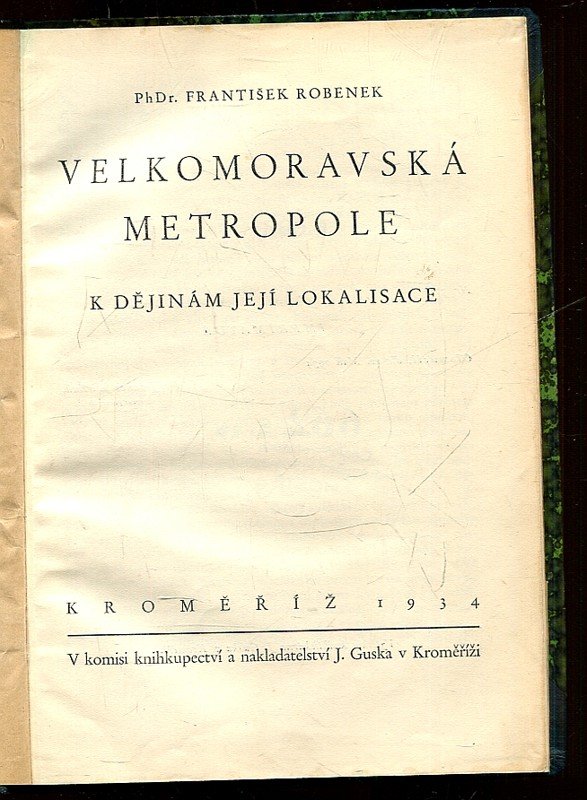 PhDr. FRANTIŠEK ROBENEK
VELKOMORAVSKÁ
METROPOLE
K DĚJINÁM JEJÍ LOKALISACE
KROMĚŘÍŽ 1934
V komisi knihkupectví a nakladatelství J. Guska v Kroměříži